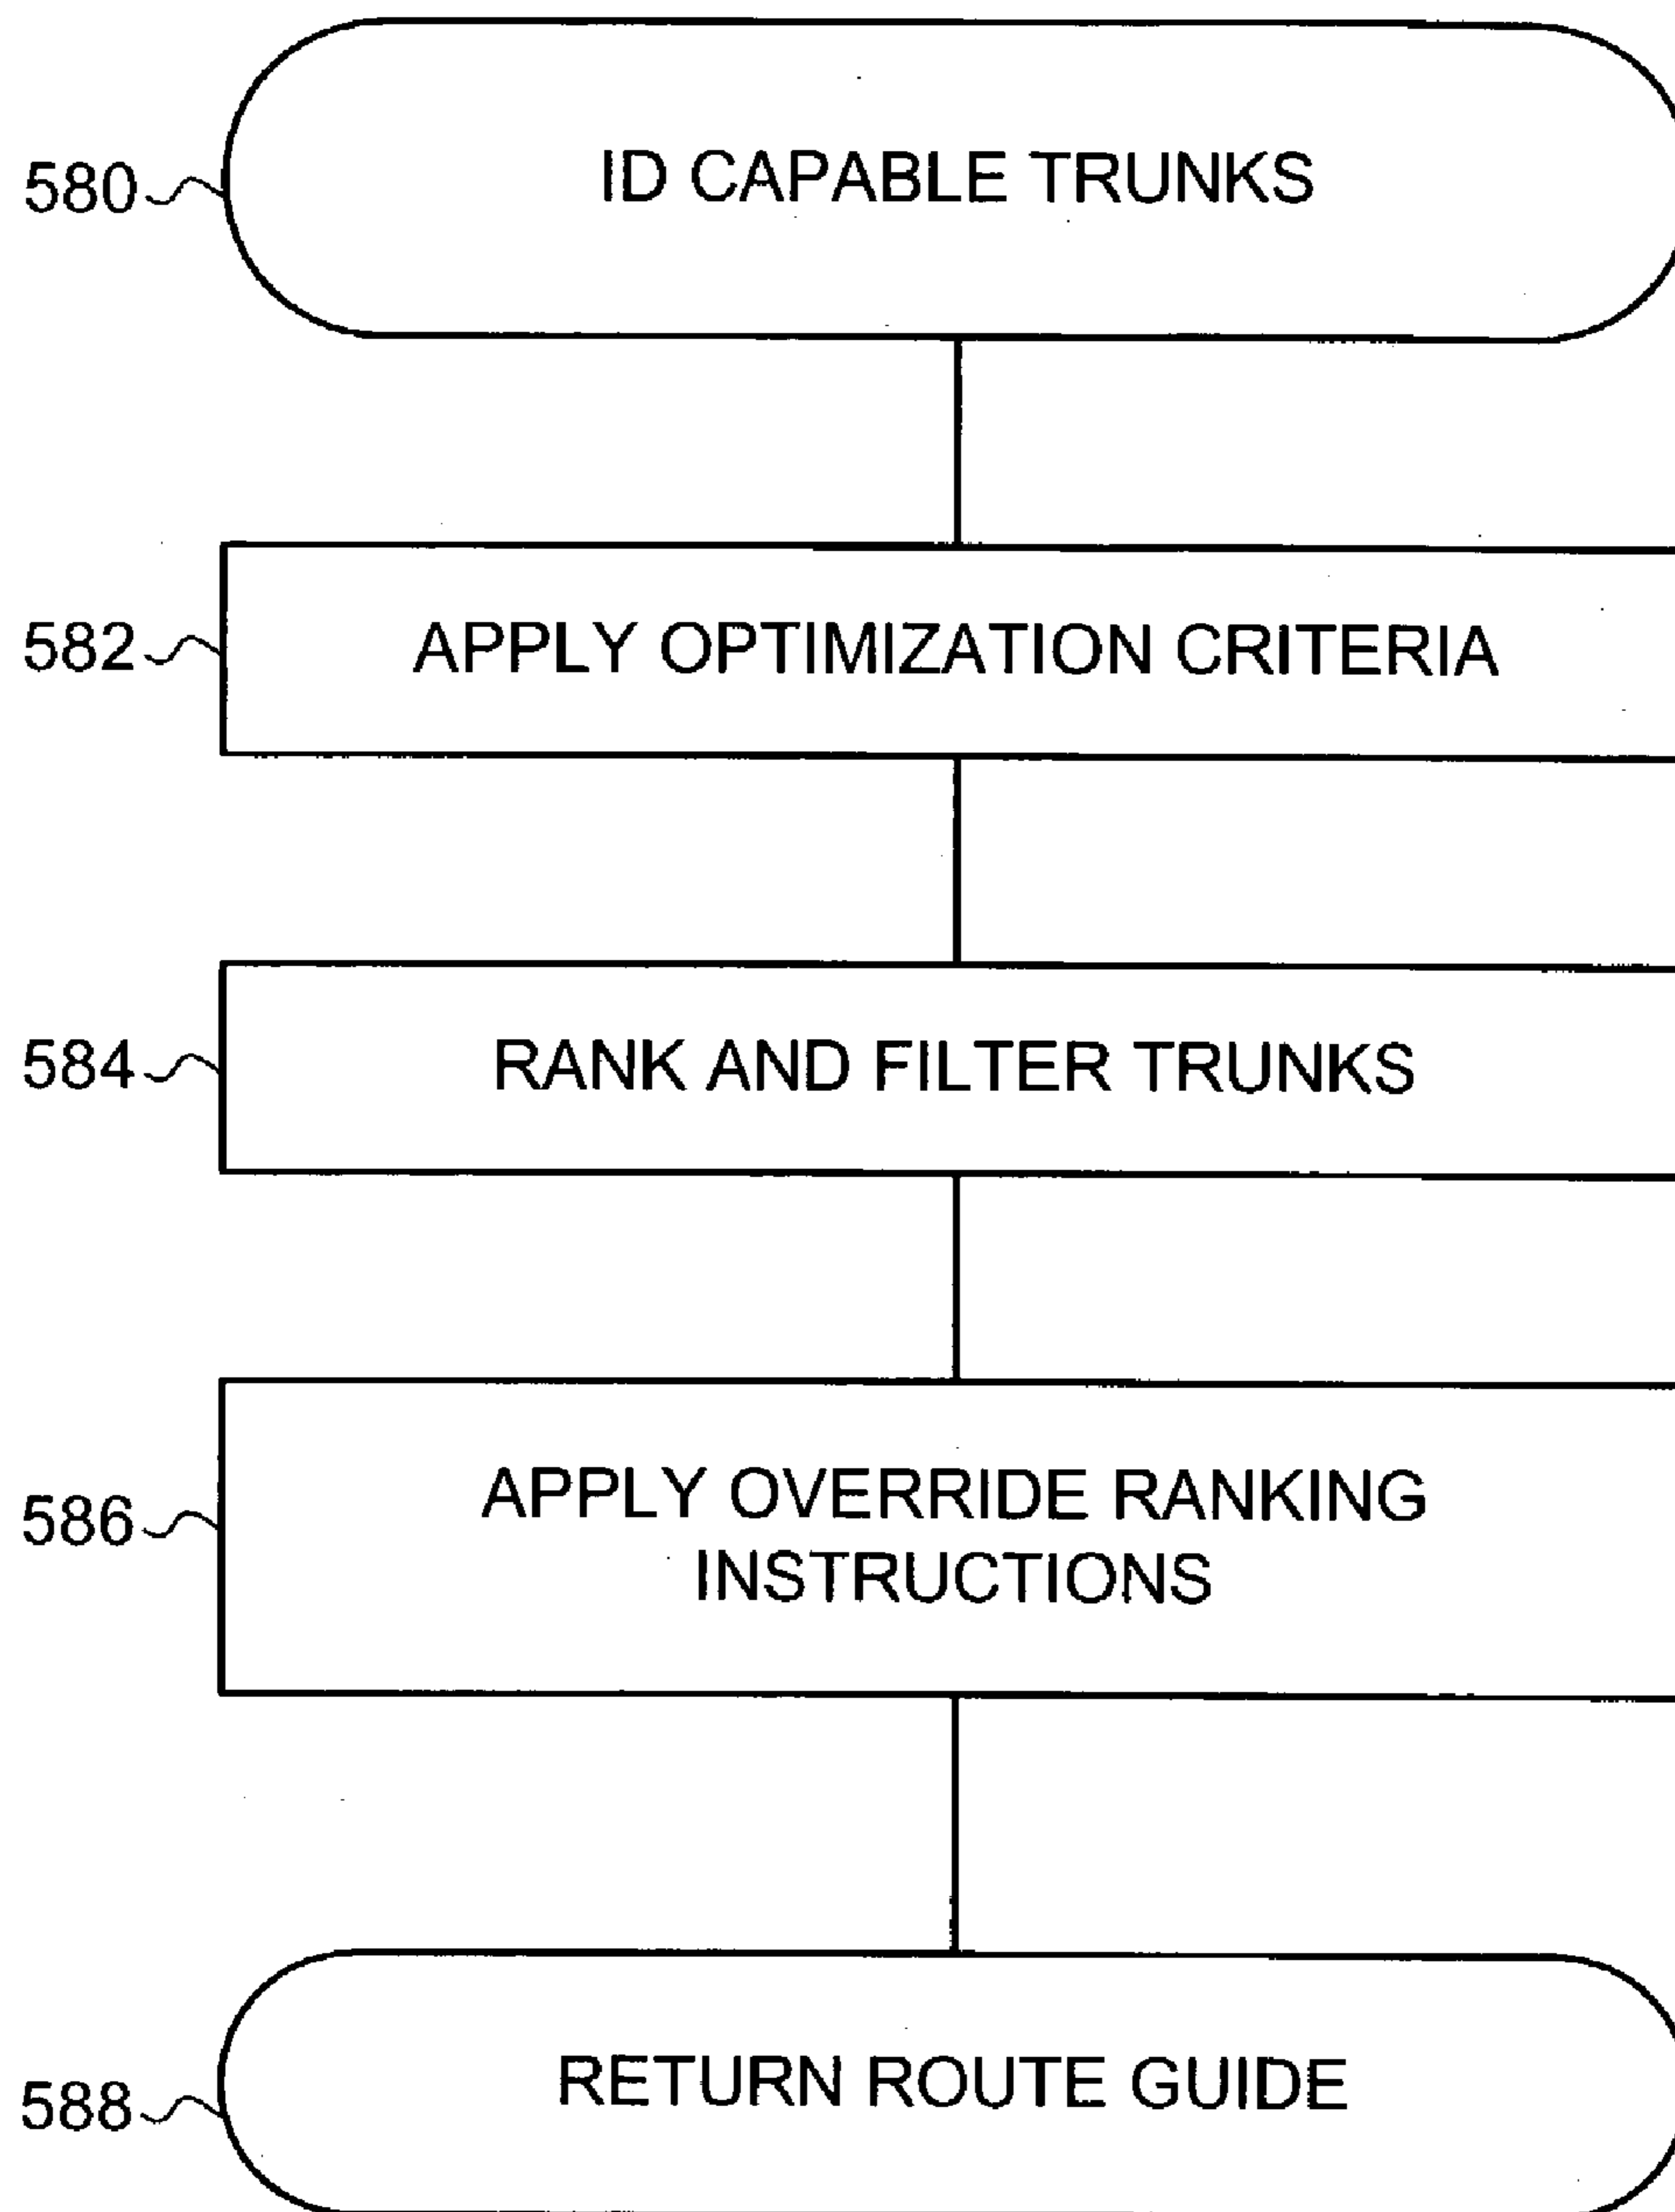 580 ID CAPABLE TRUNKS
582 APPLY OPTIMIZATION CRITERIA
584 RANK AND FILTER TRUNKS
586 APPLY OVERRIDE RANKING
INSTRUCTIONS
588 RETURN ROUTE GUIDE